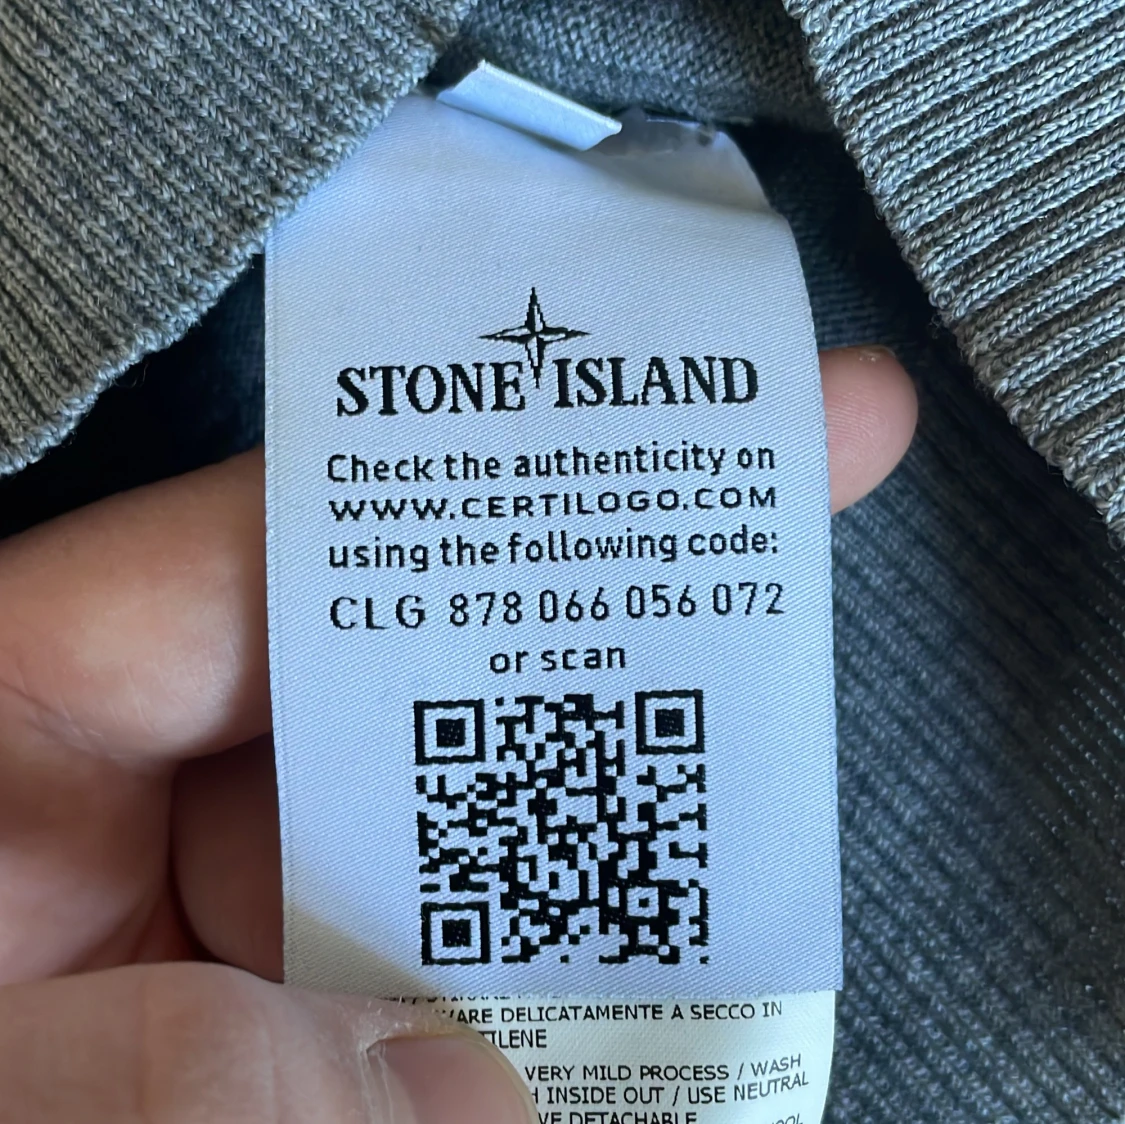 STONE ISLAND
Check the authenticity on
WWW.CERTILOGO.COM
using the following code:
CLG 878 066 056 072
or scan
DELICATAMENTE A SECCO IN
VERY MILD PROCESS / WASH
INSIDE OUT / USE NEUTRAL
DETACHABLE